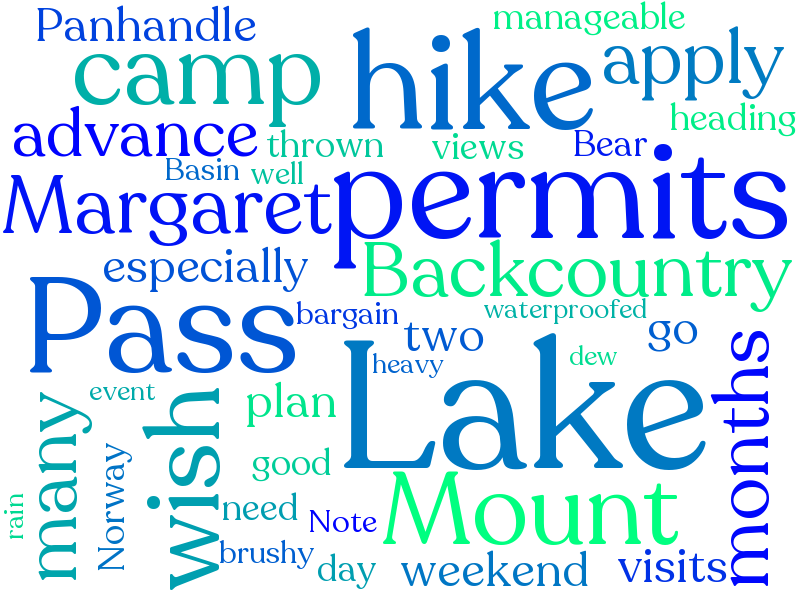 Panhandle
manageable
camp
hike
apply
advance
thrown
views
Bear
heading
Basin
well
Margaret
permits
especially
Backcountry
Pass
bargain
waterproofed
two
go
heavy
dew
Lake
event
many
Norway
wish
plan
good
need
Note
Mount
months
rain
brushy
day
weekend
visits